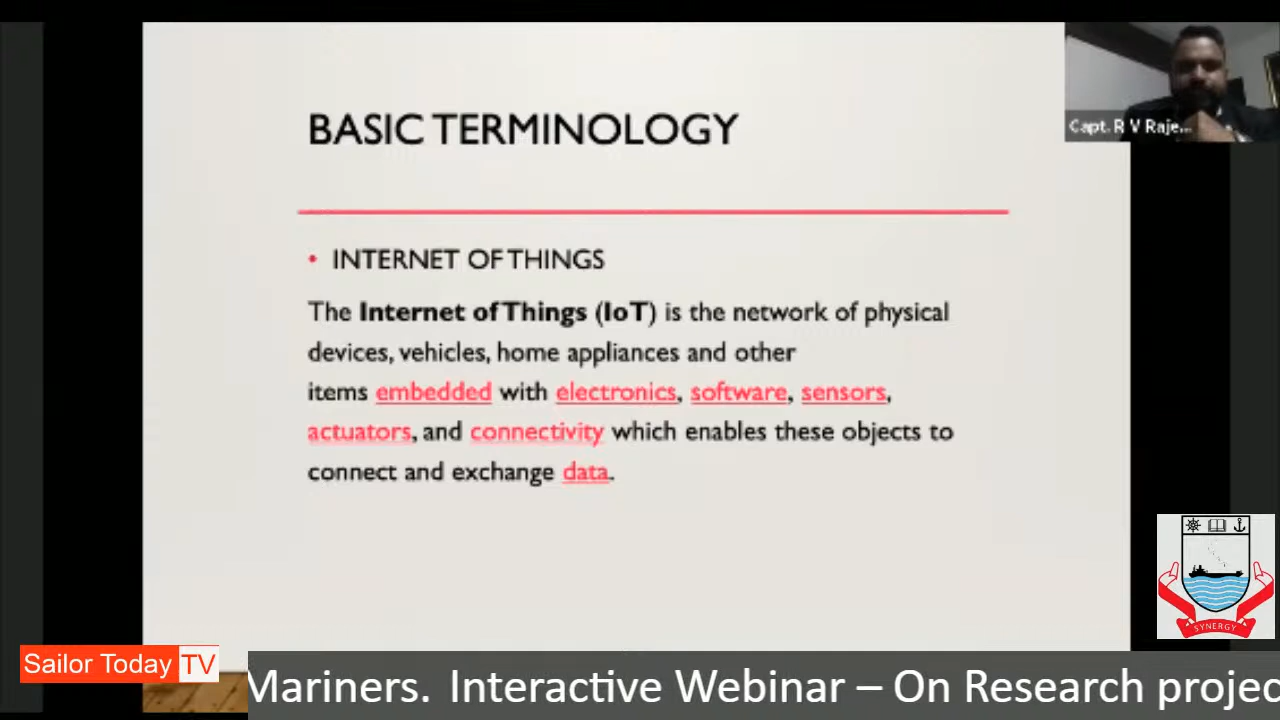 BASIC TERMINOLOGY
Capt. R V Raje...
• INTERNET OF THINGS
The Internet of Things (IoT) is the network of physical
devices, vehicles, home appliances and other
items embedded with electronics, software, sensors,
actuators, and connectivity which enables these objects to
connect and exchange data.
SYNERGY
Sailor Today TV
Mariners. Interactive Webinar – On Research projec